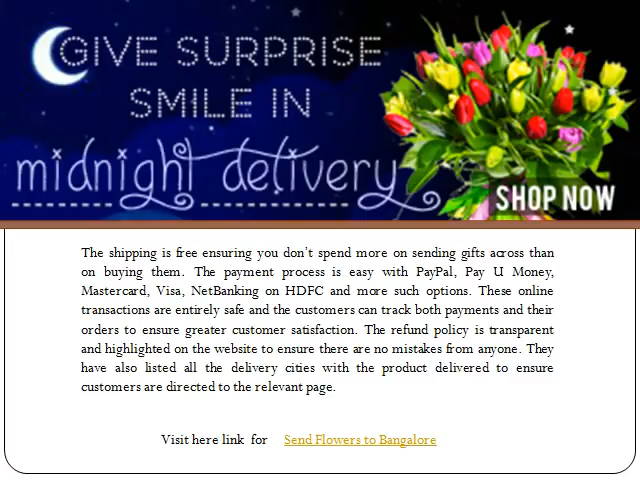 GIVE SURPRISE
SMILE IN
midnight delivery
SHOP NOW
The shipping is free ensuring you don't spend more on sending gifts across than
on buying them. The payment process is easy with PayPal, Pay U Money,
Mastercard, Visa, NetBanking on HDFC and more such options. These online
transactions are entirely safe and the customers can track both payments and their
orders to ensure greater customer satisfaction. The refund policy is transparent
and highlighted on the website to ensure there are no mistakes from anyone. They
have also listed all the delivery cities with the product delivered to ensure
customers are directed to the relevant page.
Visit here link for Send Flowers to Bangalore